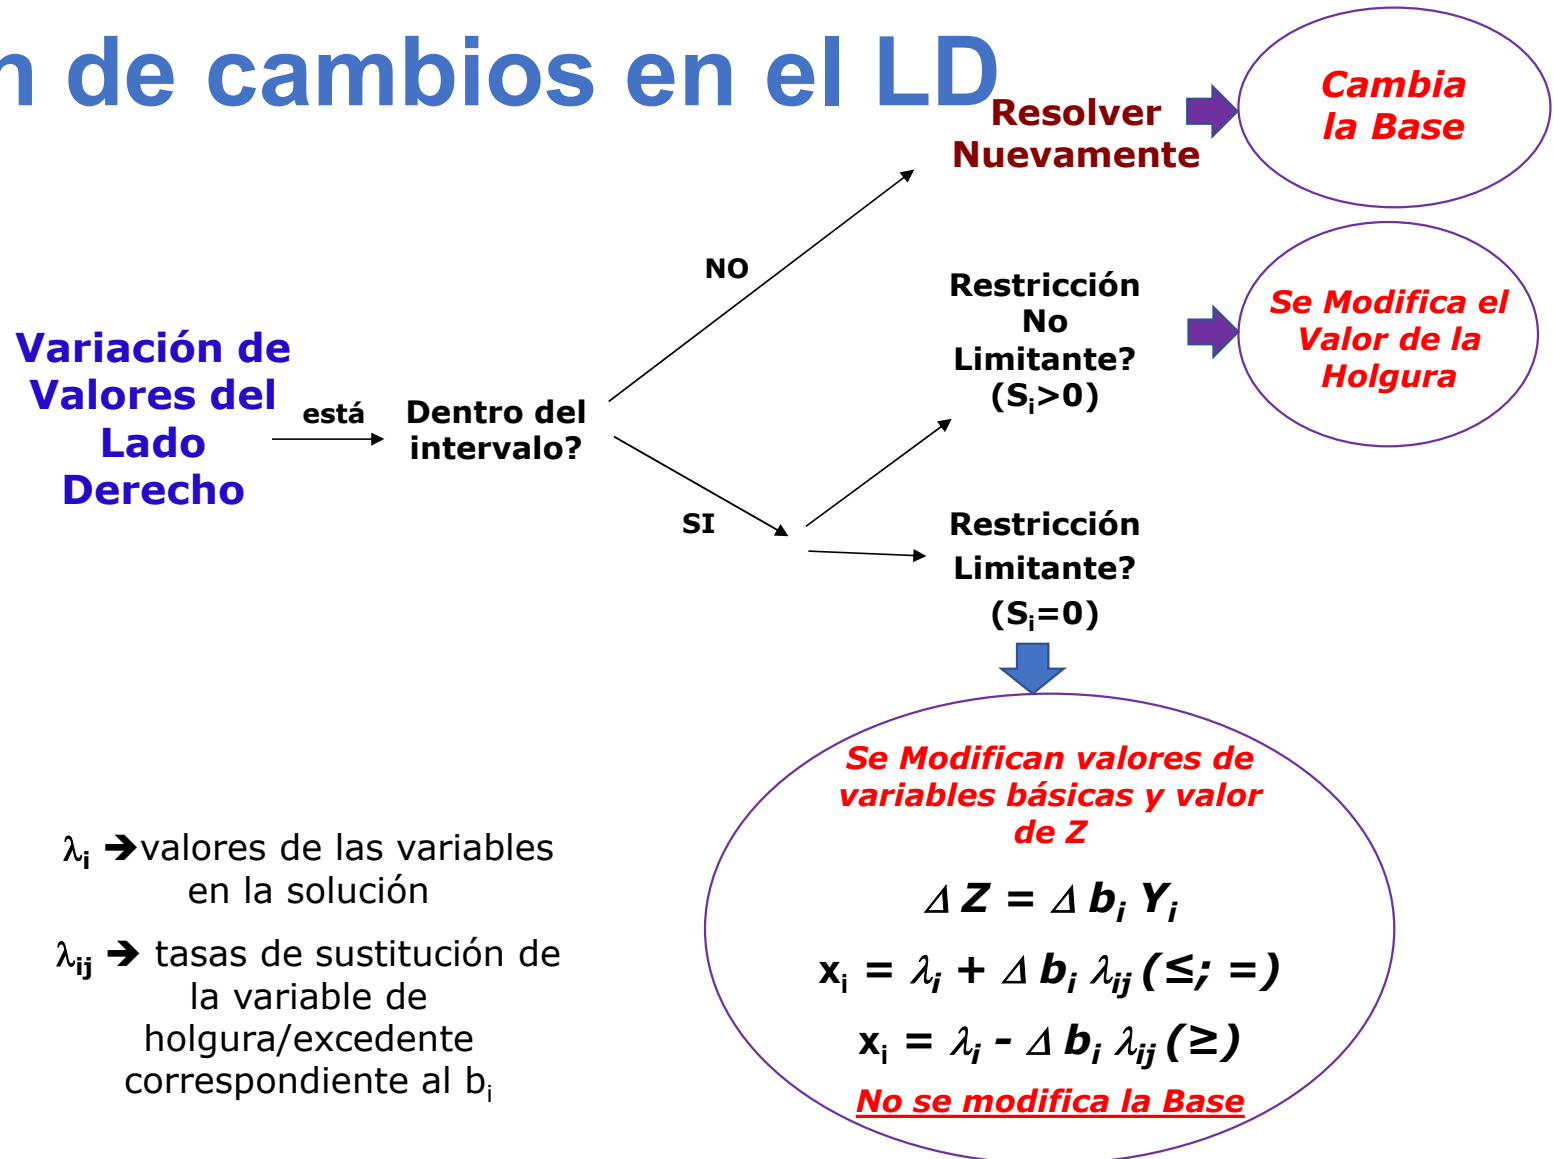 n de cambios en el LD
Resolver
Nuevamente
Cambia
la Base
NO
Restricción
No
Limitante?
(Si>0)
Se Modifica el
Valor de la
Holgura
Variación de
Valores del
Lado
Derecho
está
Dentro del
intervalo?
SI
Restricción
Limitante?
(Si=0)
Se Modifican valores de
variables básicas y valor
de Z
Δ Z = Δ bi Yi
xi = λi + Δ bi λij (≤; =)
xi = λi - Δ bi λij (≥)
No se modifica la Base
λi ➔valores de las variables
en la solución
λij ➔ tasas de sustitución de
la variable de
holgura/excedente
correspondiente al bi